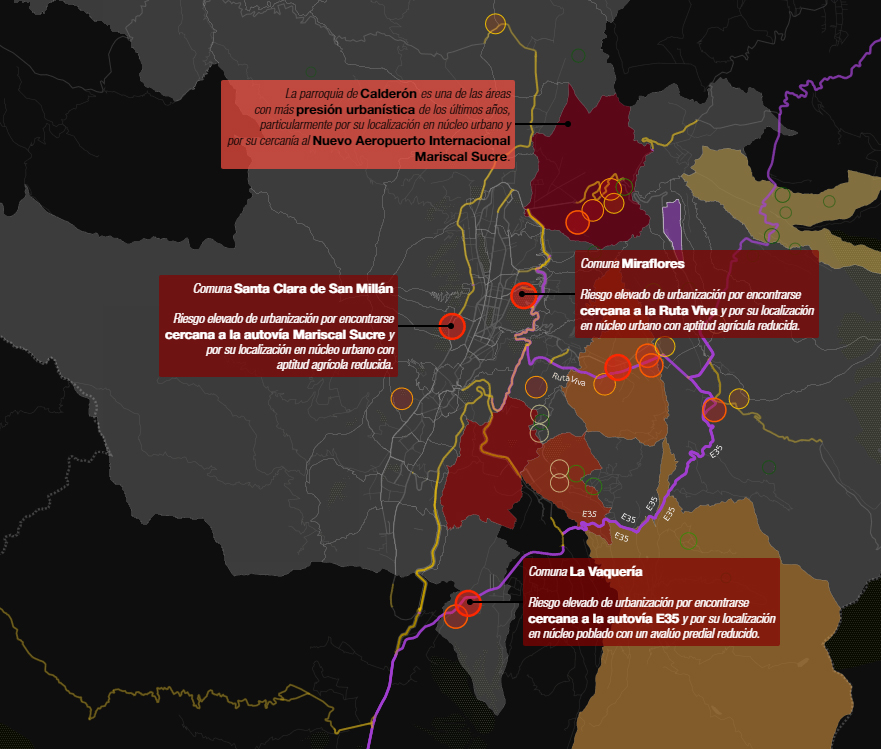 La parroquia de Calderón es una de las áreas
con más presión urbanística de los últimos años,
particularmente por su localización en núcleo urbano y
por su cercanía al Nuevo Aeropuerto Internacional
Mariscal Sucre.
Comuna Miraflores
Riesgo elevado de urbanización por encontrarse
cercana a la Ruta Viva y por su localización
en núcleo urbano con aptitud agrícola reducida.
Comuna Santa Clara de San Millán
Riesgo elevado de urbanización por encontrarse
cercana a la autovía Mariscal Sucre y
por su localización en núcleo urbano con
aptitud agrícola reducida.
Ruta Viva
E35
E35
E35
E35
E35
E35
Comuna La Vaquería
Riesgo elevado de urbanización por encontrarse
cercana a la autovía E35 y por su localización
en núcleo poblado con un avalúo predial reducido.